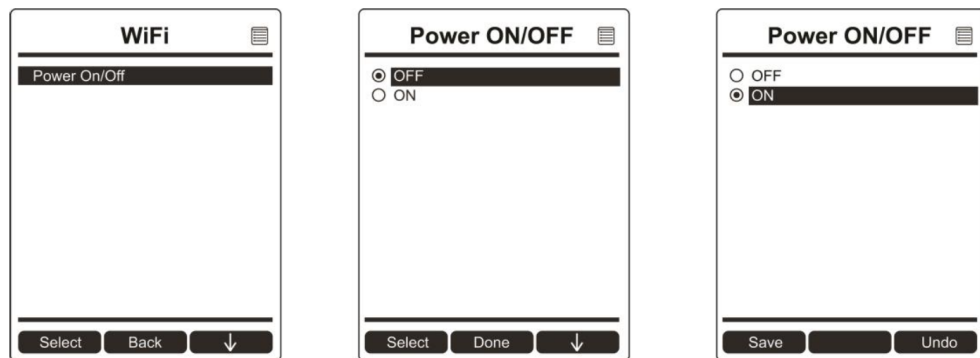 WiFi
Power On/Off
Select Back ↓
Power ON/OFF
OFF
ON
Select Done ↓
Power ON/OFF
OFF
ON
Save Undo